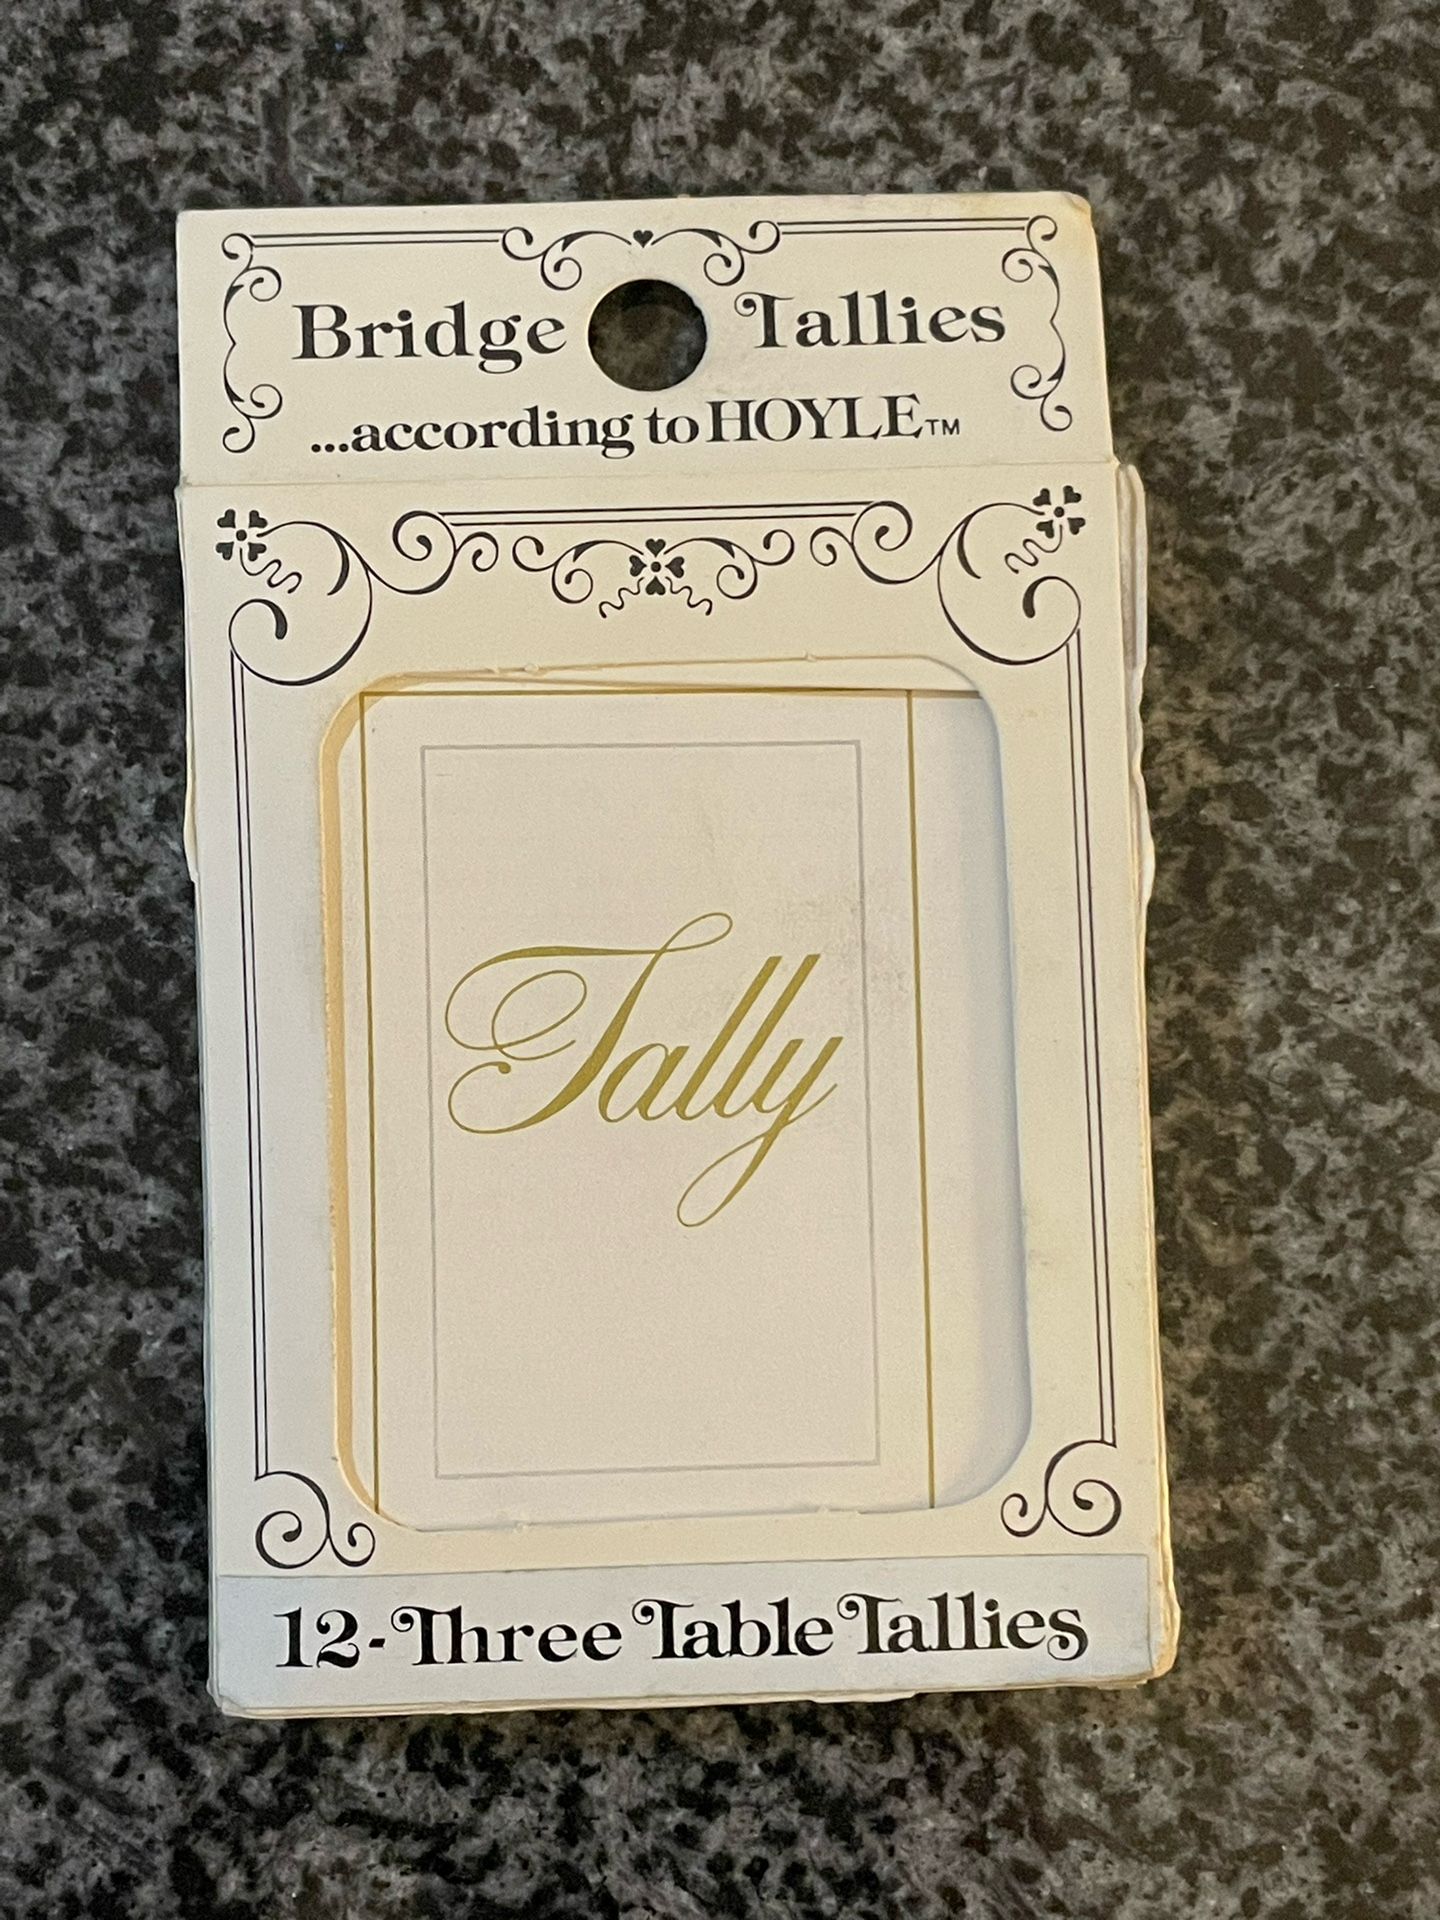 Bridge Tallies
...according to HOYLE™
Tally
12-Three Table Tallies